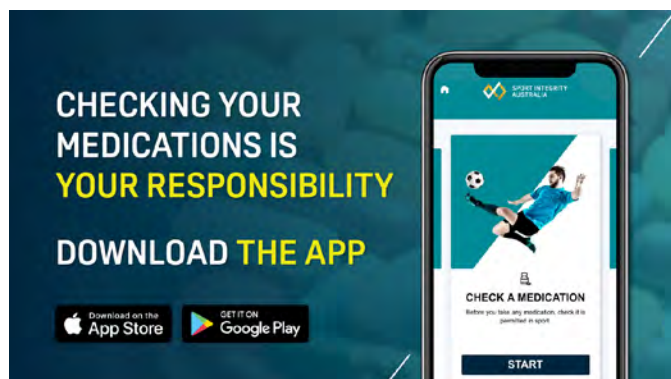 CHECKING YOUR
MEDICATIONS IS
YOUR RESPONSIBILITY
DOWNLOAD THE APP
Download on the
App Store
GET IT ON
Google Play
SPORT INTEGRITY
AUSTRALIA
CHECK A MEDICATION
Before you take any medication, check it is
permitted in sport.
START